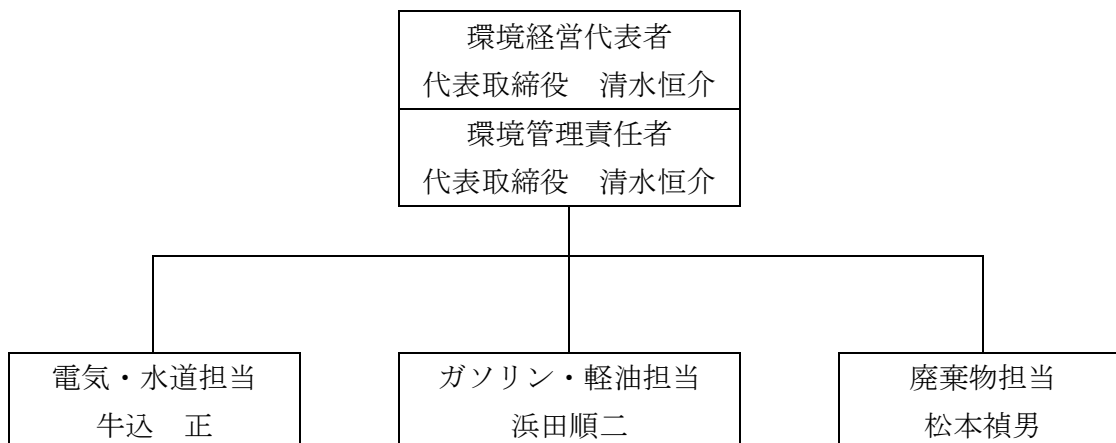 環境経営代表者
代表取締役　清水恒介
環境管理責任者
代表取締役　清水恒介
電気・水道担当
牛込　正
ガソリン・軽油担当
浜田順二
廃棄物担当
松本禎男